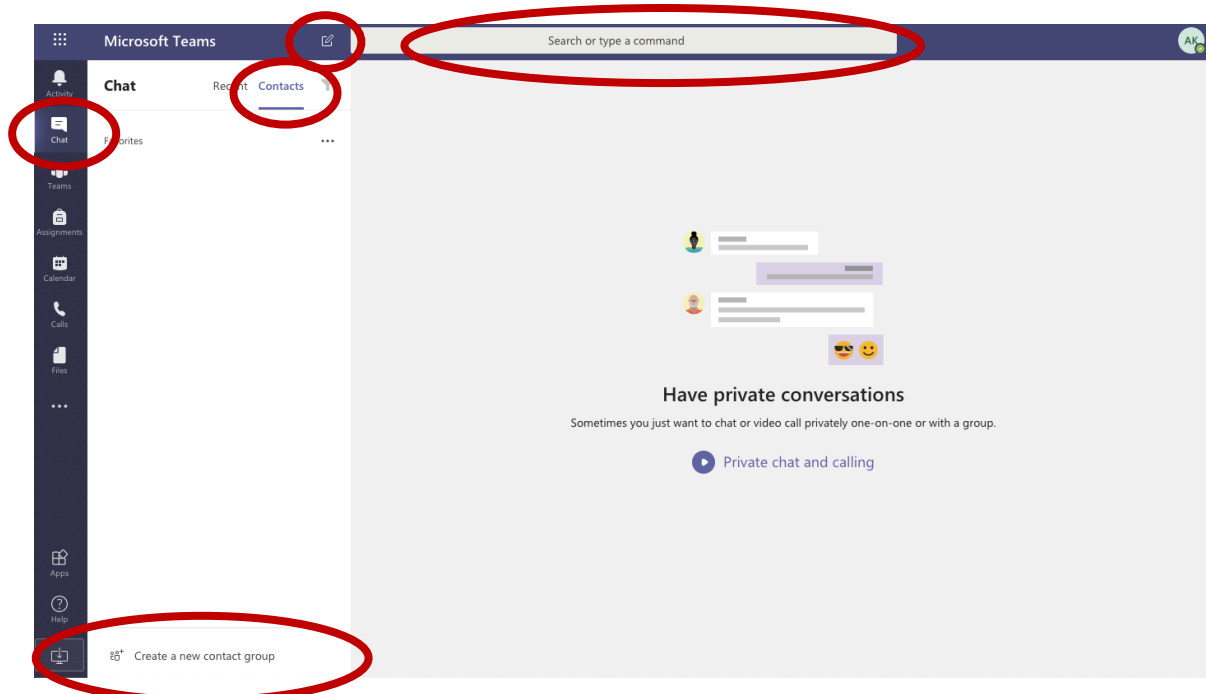 Microsoft Teams
Search or type a command
AK
Activity
Chat
Recent Contacts
Chat
Favorites
Teams
Assignments
Calendar
Calls
Files
Have private conversations
Sometimes you just want to chat or video call privately one-on-one or with a group.
Private chat and calling
Apps
Help
Create a new contact group